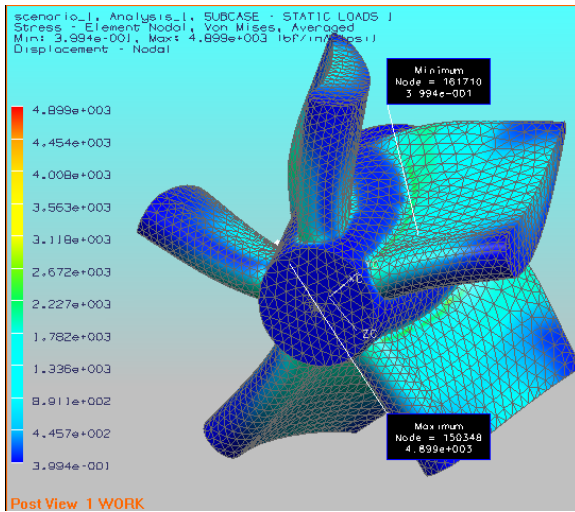 scenario_1, Analysis_1, SUBCASE - STATIC LOADS 1
Stress - Element Nodal, Von Mises, Averaged
Min: 3.994e-001, Max: 4.899e+003 lbf/in^2(psi)
Displacement - Nodal
Minimum
Node = 161710
3.994e-001
4.899e+003
4.454e+003
4.008e+003
3.563e+003
3.118e+003
2.672e+003
2.227e+003
1.782e+003
1.336e+003
8.911e+002
4.457e+002
3.994e-001
XC
ZC
Maximum
Node = 150348
4.899e+003
Post View 1 WORK